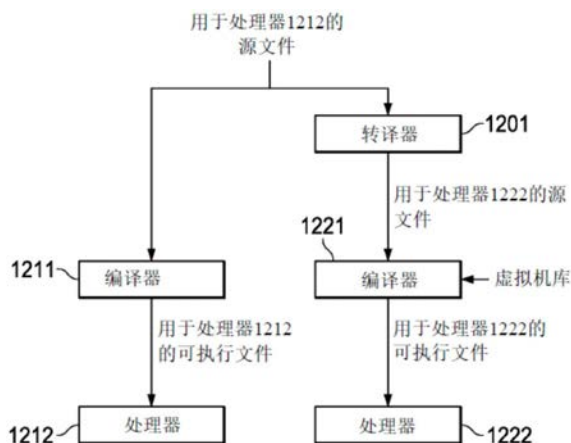 用于处理器1212的
源文件
转译器
1201
用于处理器1222的源
文件
1221
1211
编译器
编译器
虚拟机库
用于处理器1212
的可执行文件
用于处理器1222的
可执行文件
1212
处理器
处理器
1222